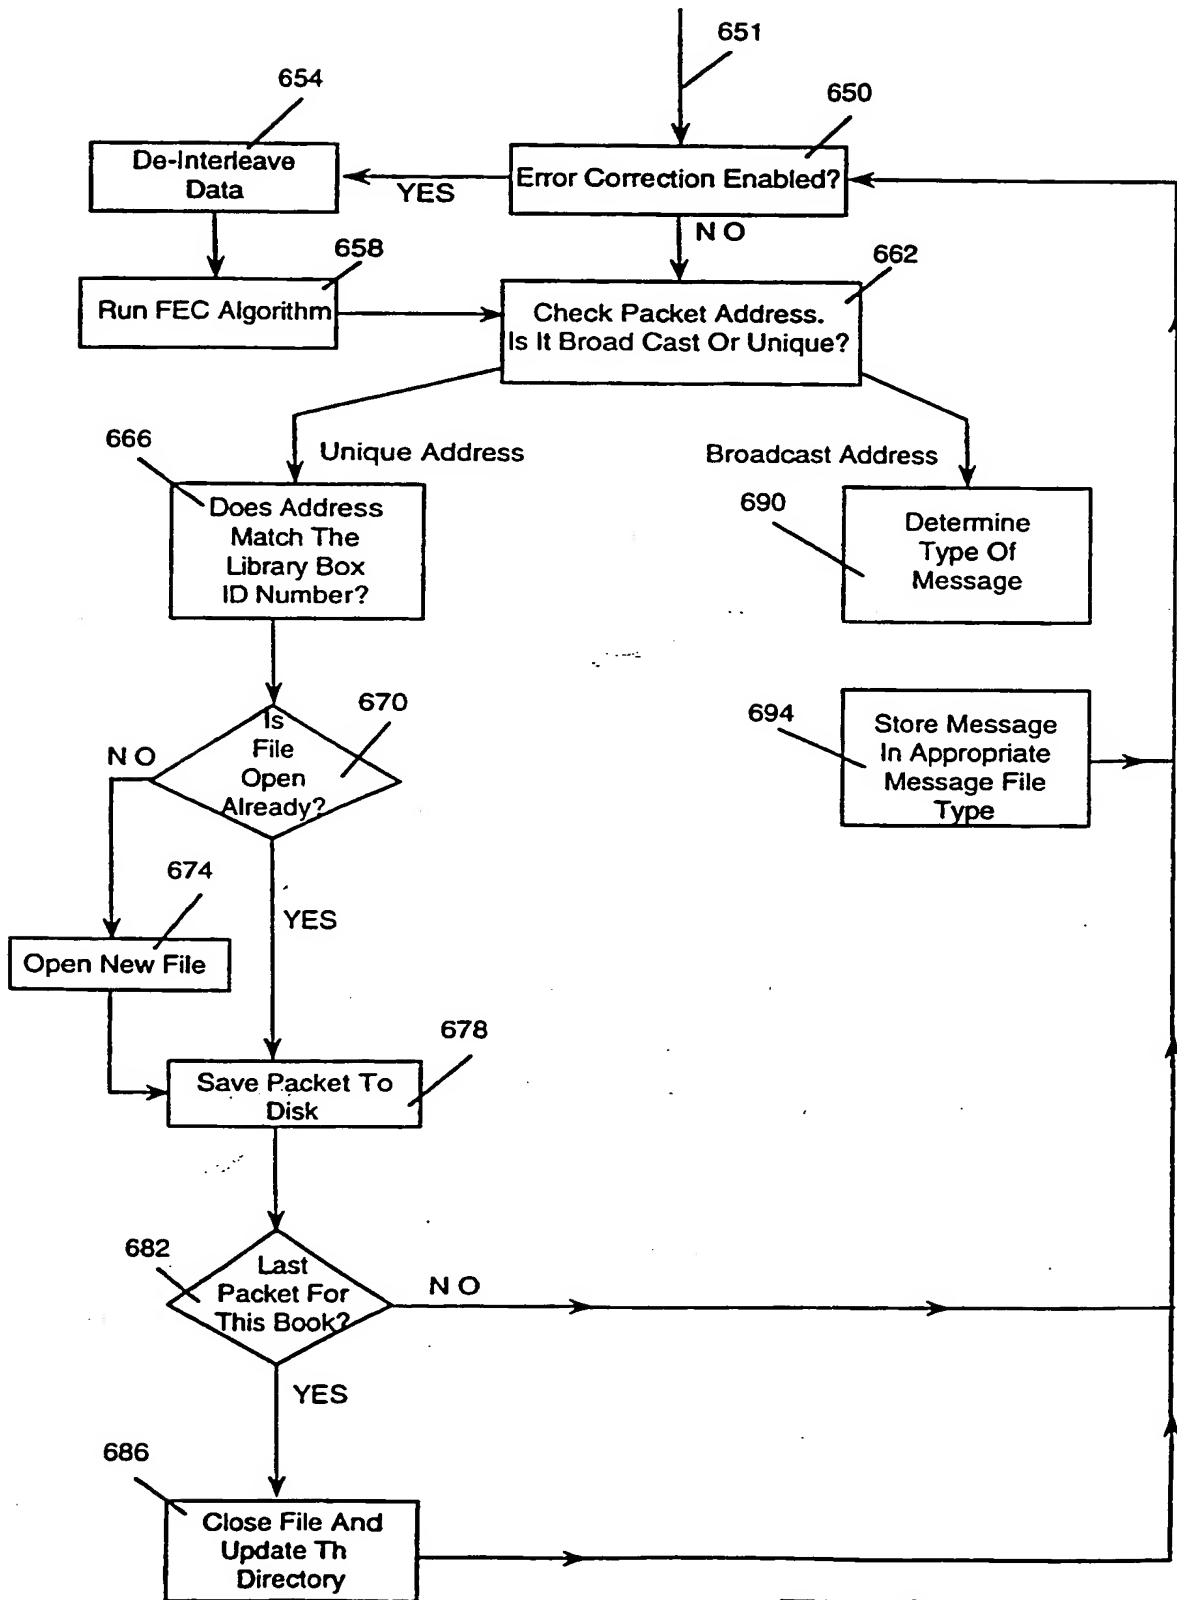 651
654
650
De-Interleave
Data
YES
Error Correction Enabled?
N O
658
662
Run FEC Algorithm
Check Packet Address.
Is It Broad Cast Or Unique?
666
Unique Address
Broadcast Address
Does Address
Match The
Library Box
ID Number?
690
Determine
Type Of
Message
670
Is
File
Open
Already?
N O
694
Store Message
In Appropriate
Message File
Type
674
YES
Open New File
678
Save Packet To
Disk
682
Last
Packet For
This Book?
N O
YES
686
Close File And
Update Th
Directory